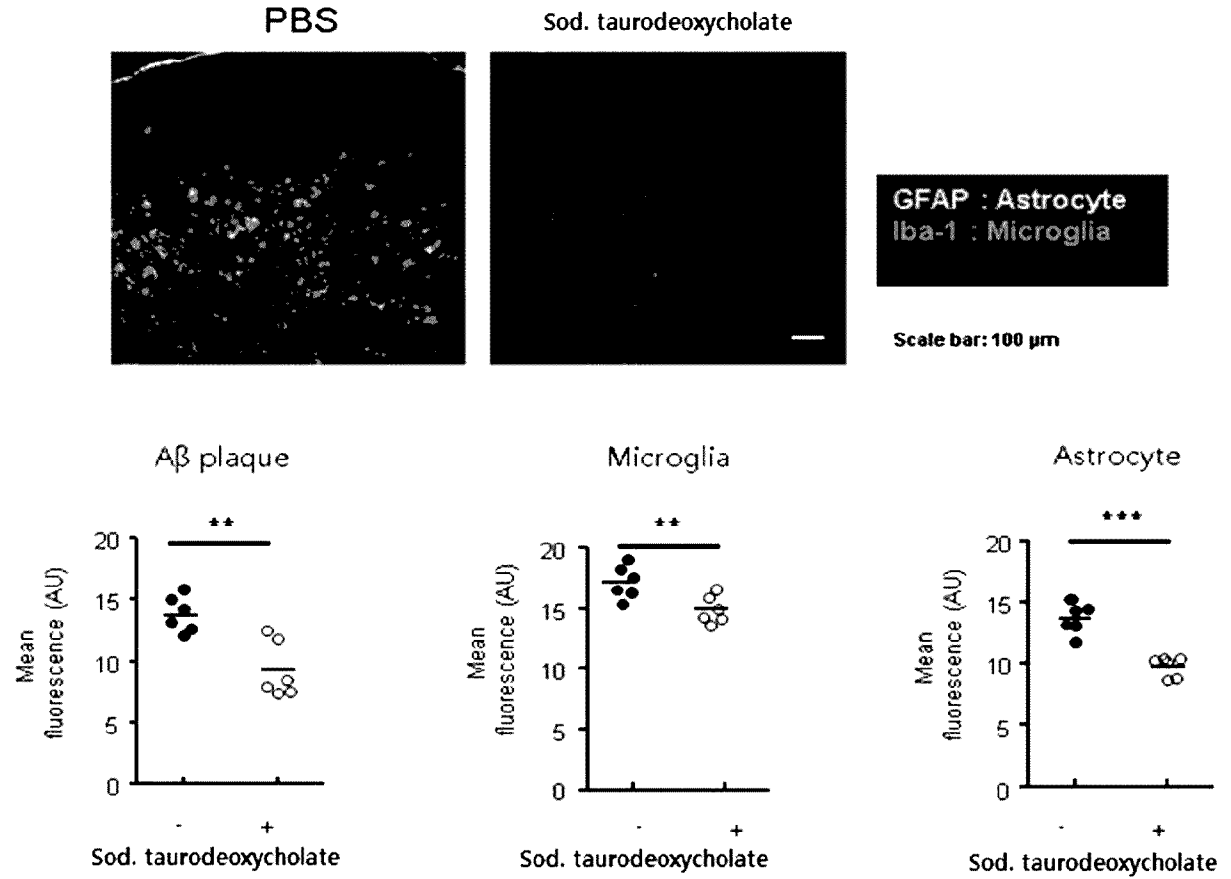 PBS
Sod. taurodeoxycholate
GFAP : Astrocyte
Iba-1 : Microglia
Scale bar: 100 µm
Aβ plaque
Microglia
Astrocyte
**
**
***
Mean
fluorescence (AU)
20
15
10
5
0
- +
Sod. taurodeoxycholate
Mean
fluorescence (AU)
20
15
10
5
0
- +
Sod. taurodeoxycholate
Mean
fluorescence (AU)
20
15
10
5
0
- +
Sod. taurodeoxycholate